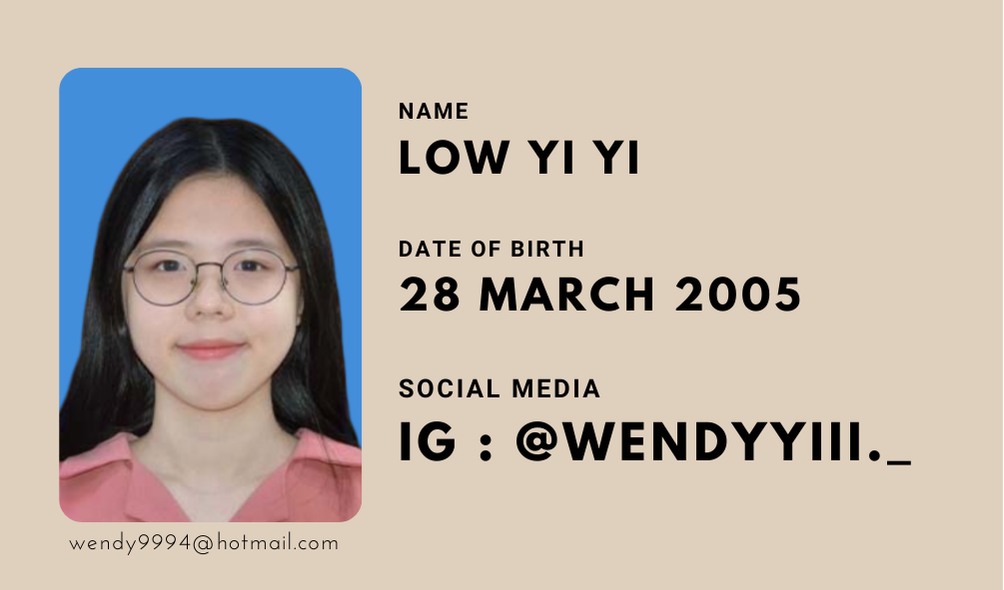 NAME
LOW YI YI
DATE OF BIRTH
28 MARCH 2005
SOCIAL MEDIA
IG : @WENDYYIII._
wendy9994@hotmail.com